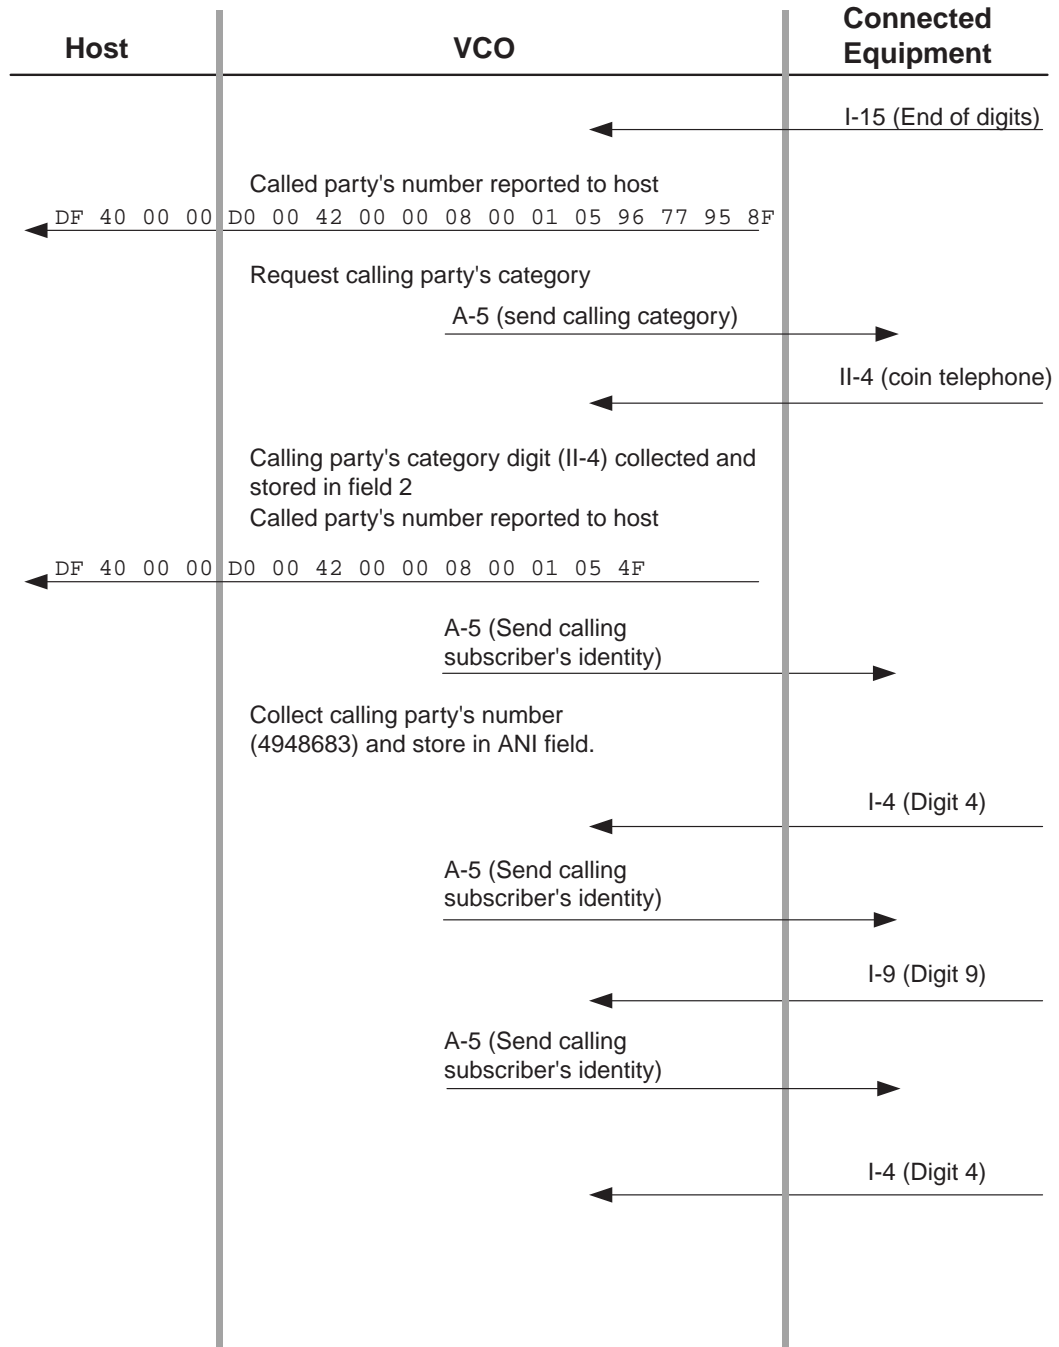 Host
VCO
Connected
Equipment
I-15 (End of digits)
Called party's number reported to host
DF 40 00 00 D0 00 42 00 00 08 00 01 05 96 77 95 8F
Request calling party's category
A-5 (send calling category)
II-4 (coin telephone)
Calling party's category digit (II-4) collected and
stored in field 2
Called party's number reported to host
DF 40 00 00 D0 00 42 00 00 08 00 01 05 4F
A-5 (Send calling
subscriber's identity)
Collect calling party's number
(4948683) and store in ANI field.
I-4 (Digit 4)
A-5 (Send calling
subscriber's identity)
I-9 (Digit 9)
A-5 (Send calling
subscriber's identity)
I-4 (Digit 4)